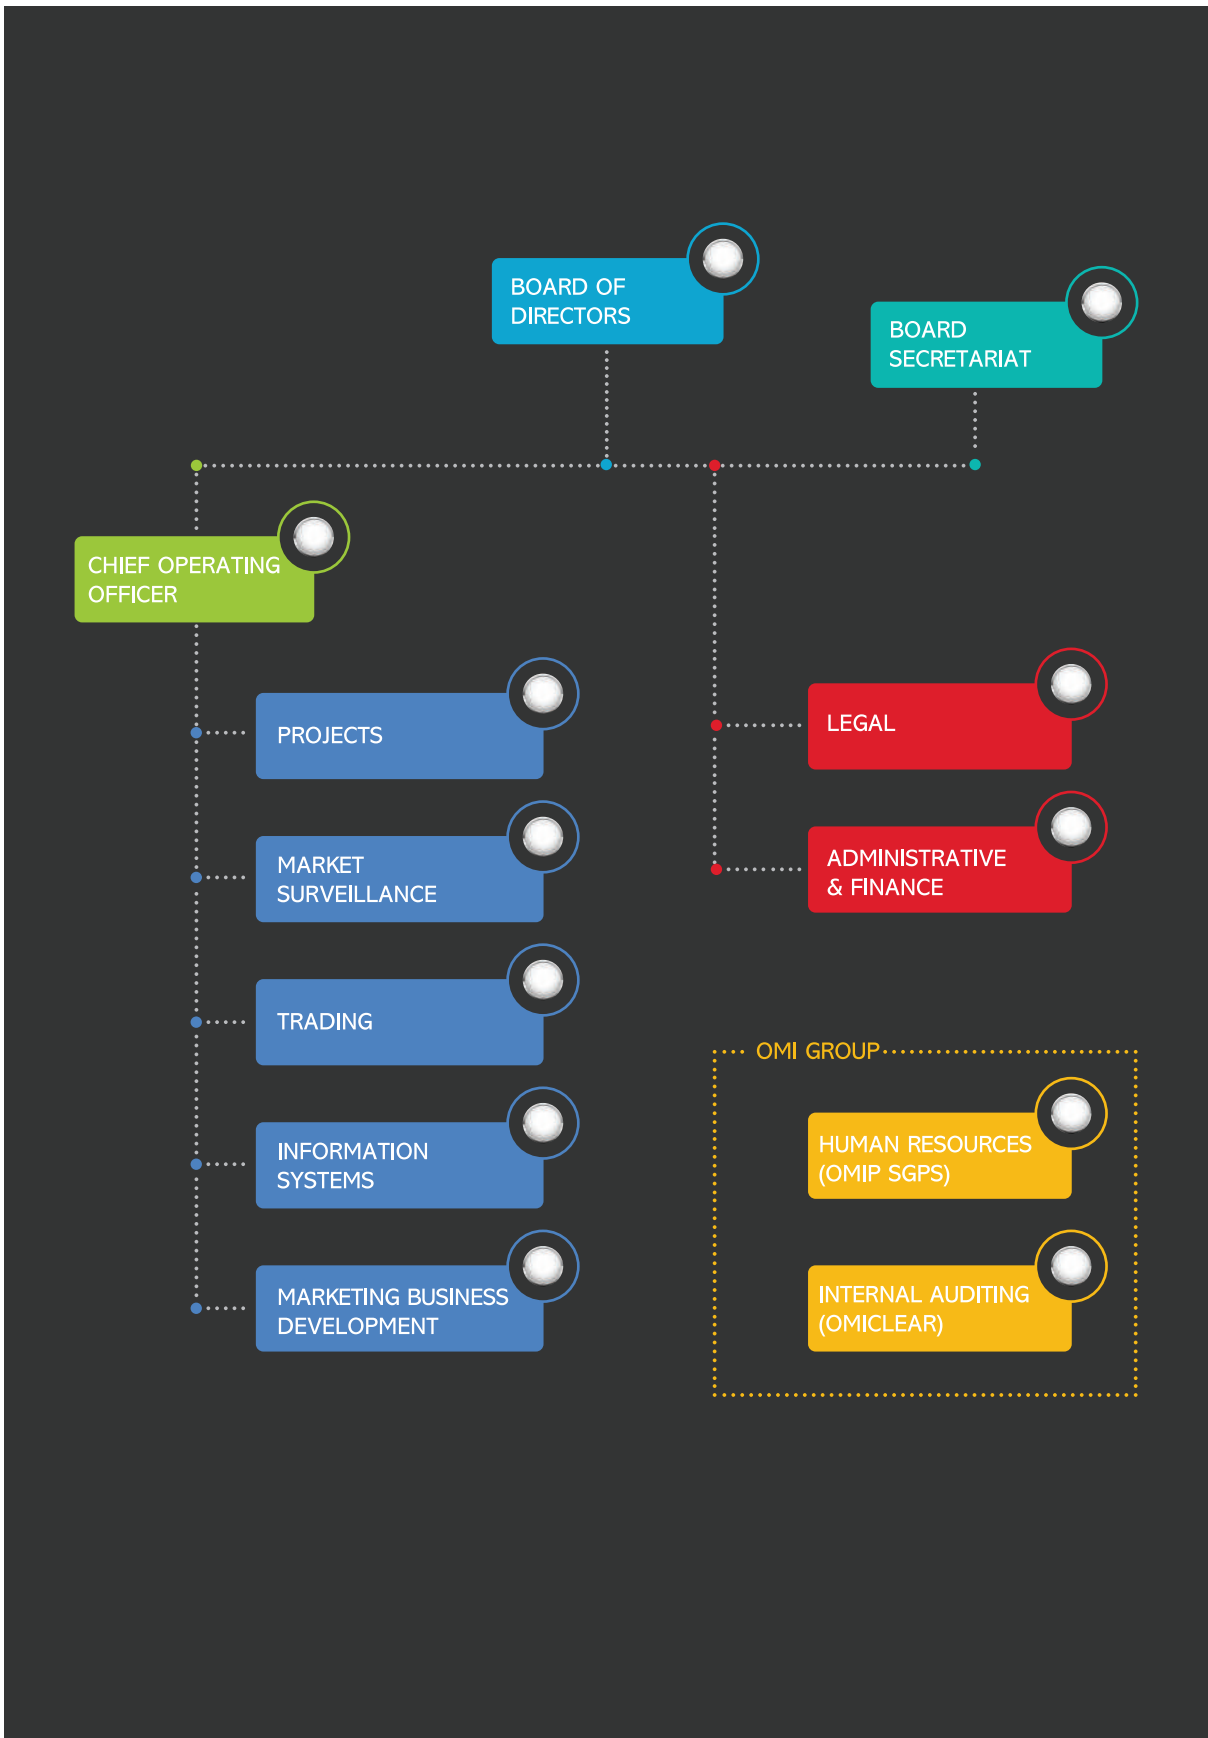 BOARD OF
DIRECTORS
BOARD
SECRETARIAT
CHIEF OPERATING
OFFICER
PROJECTS
MARKET
SURVEILLANCE
TRADING
INFORMATION
SYSTEMS
MARKETING BUSINESS
DEVELOPMENT
LEGAL
ADMINISTRATIVE
& FINANCE
OMI GROUP
HUMAN RESOURCES
(OMIP SGPS)
INTERNAL AUDITING
(OMICLEAR)